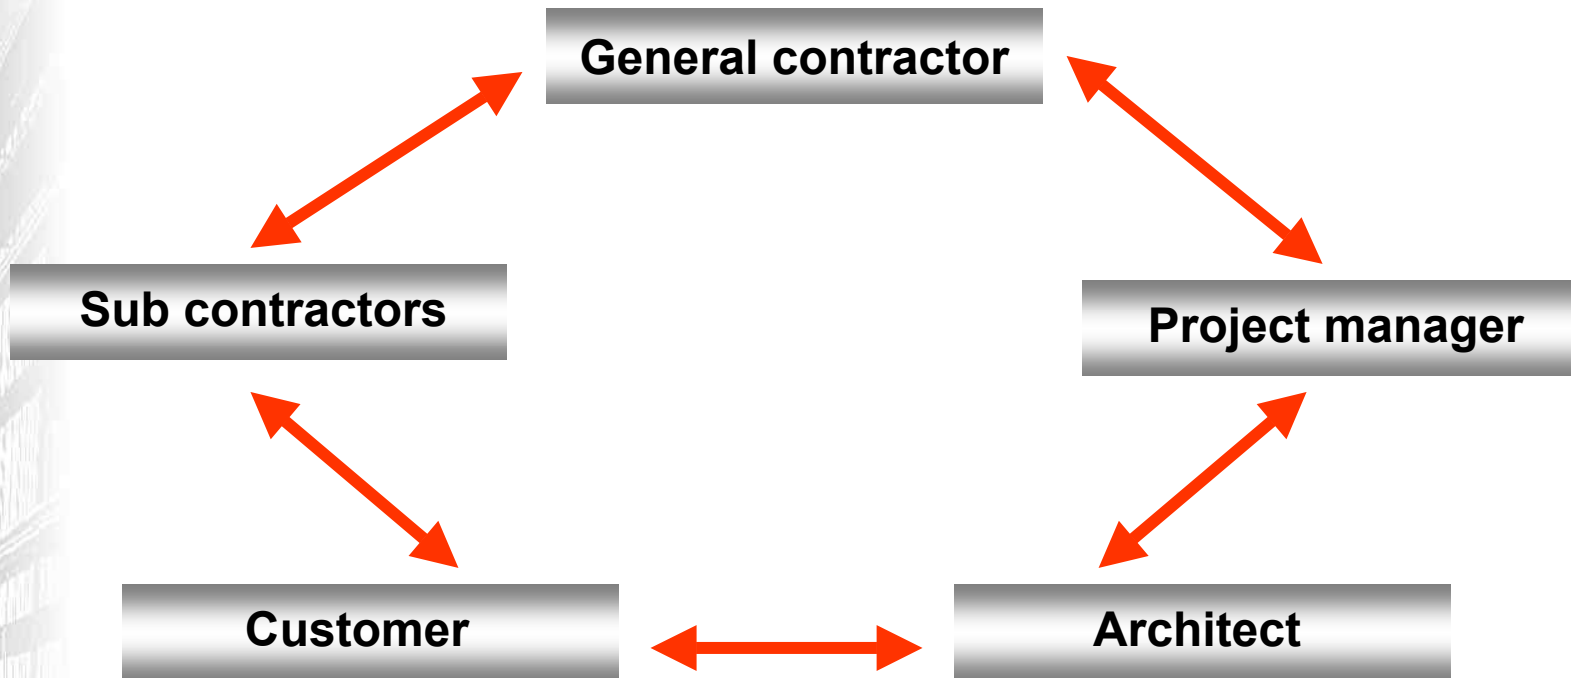 General contractor
Sub contractors
Project manager
Customer
Architect